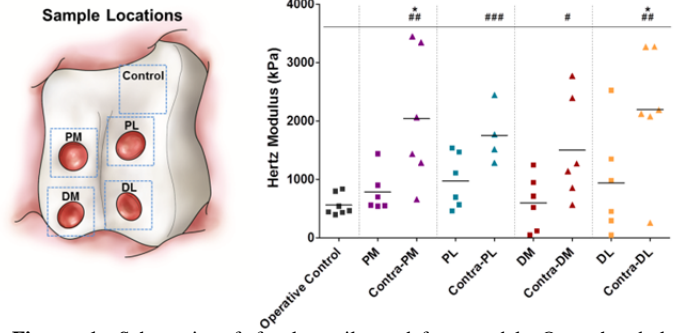 Sample Locations
Control
PM
PL
DM
DL
Hertz Modulus (kPa)
4000
3000
2000
1000
0
*
##
###
#
*
##
Operative Control
PM
Contra-PM
PL
Contra-PL
DM
Contra-DM
DL
Contra-DL